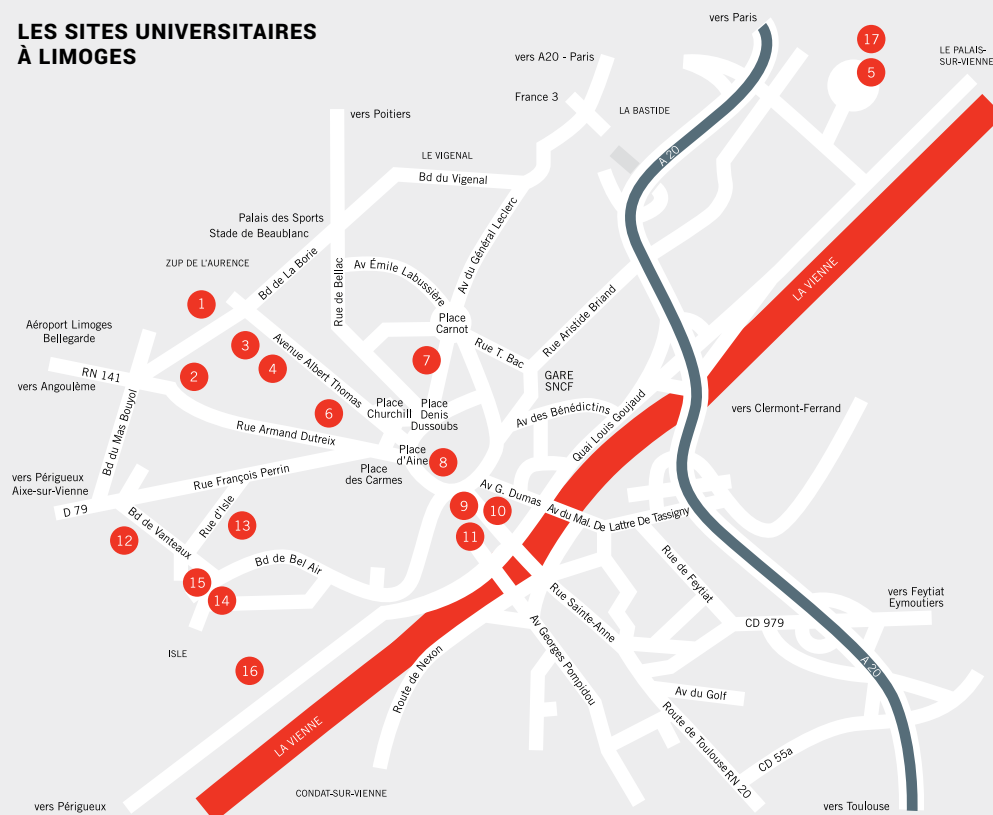 LES SITES UNIVERSITAIRES
À LIMOGES
vers Paris
17
LE PALAIS-
SUR-VIENNE
5
vers A20 - Paris
France 3
LA BASTIDE
vers Poitiers
A 20
LE VIGENAL
Bd du Vigenal
Palais des Sports
Stade de Beaublanc
Av du Général Leclerc
ZUP DE L'AURENCE
Bd de La Borie
Av Émile Labussière
Rue de Bellac
LA VIENNE
1
Aéroport Limoges
Bellegarde
Place
Carnot
Rue Aristide Briand
3
Avenue Albert Thomas
Rue T. Bac
7
4
RN 141
2
vers Angoulême
GARE
SNCF
6
Place
Churchill
Place
Denis
Dussoubs
Av des Bénédictins
Quai Louis Goujaud
vers Clermont-Ferrand
Bd du Mas Bouyol
Rue Armand Dutreix
Place
d'Aine
8
Place
des Carmes
Rue François Perrin
vers Périgueux
Aixe-sur-Vienne
D 79
Av G. Dumas
9
10
11
Av du Mal. De Lattre De Tassigny
Rue d'Isle
13
Bd de Vanteaux
12
Bd de Bel Air
15
14
Rue de Feytiat
Rue Sainte-Anne
vers Feytiat
Eymoutiers
CD 979
Av Georges Pompidou
ISLE
16
Route de Nexon
A 20
Av du Golf
LA VIENNE
Route de Toulouse RN 20
CD 55a
CONDAT-SUR-VIENNE
vers Périgueux
vers Toulouse